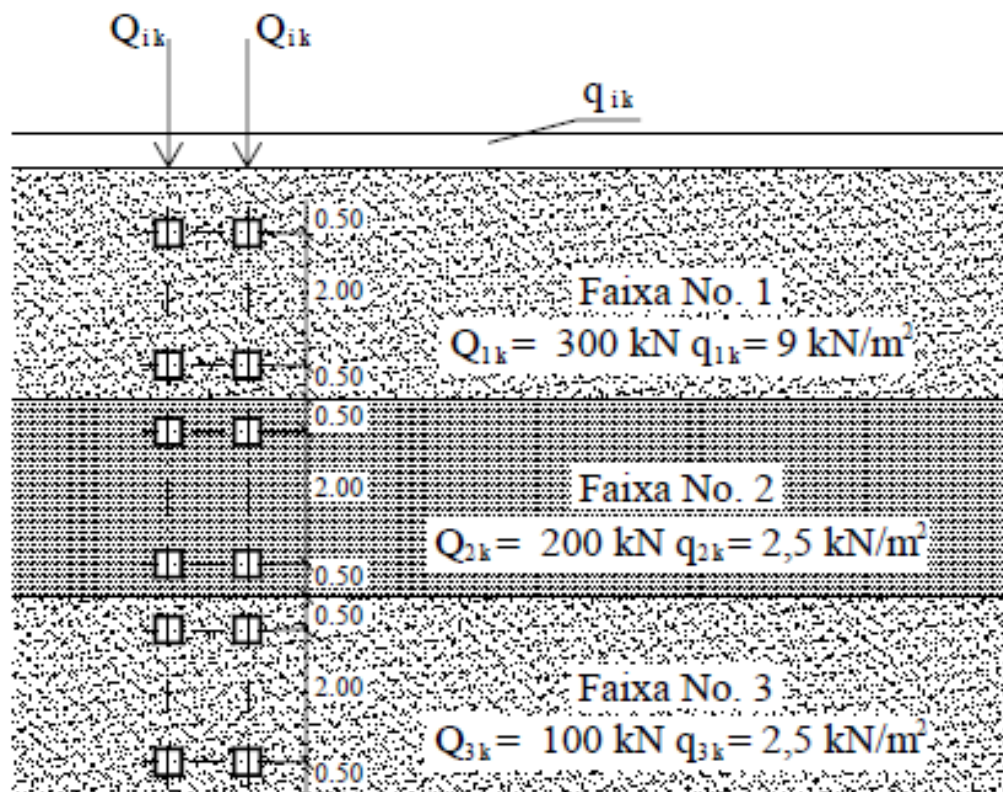 Qik Qik
qik
0.50
2.00
Faixa No. 1
Q1k= 300 kN q1k= 9 kN/m²
0.50
0.50
2.00
Faixa No. 2
Q2k= 200 kN q2k= 2,5 kN/m²
0.50
0.50
2.00
Faixa No. 3
Q3k= 100 kN q3k= 2,5 kN/m²
0.50